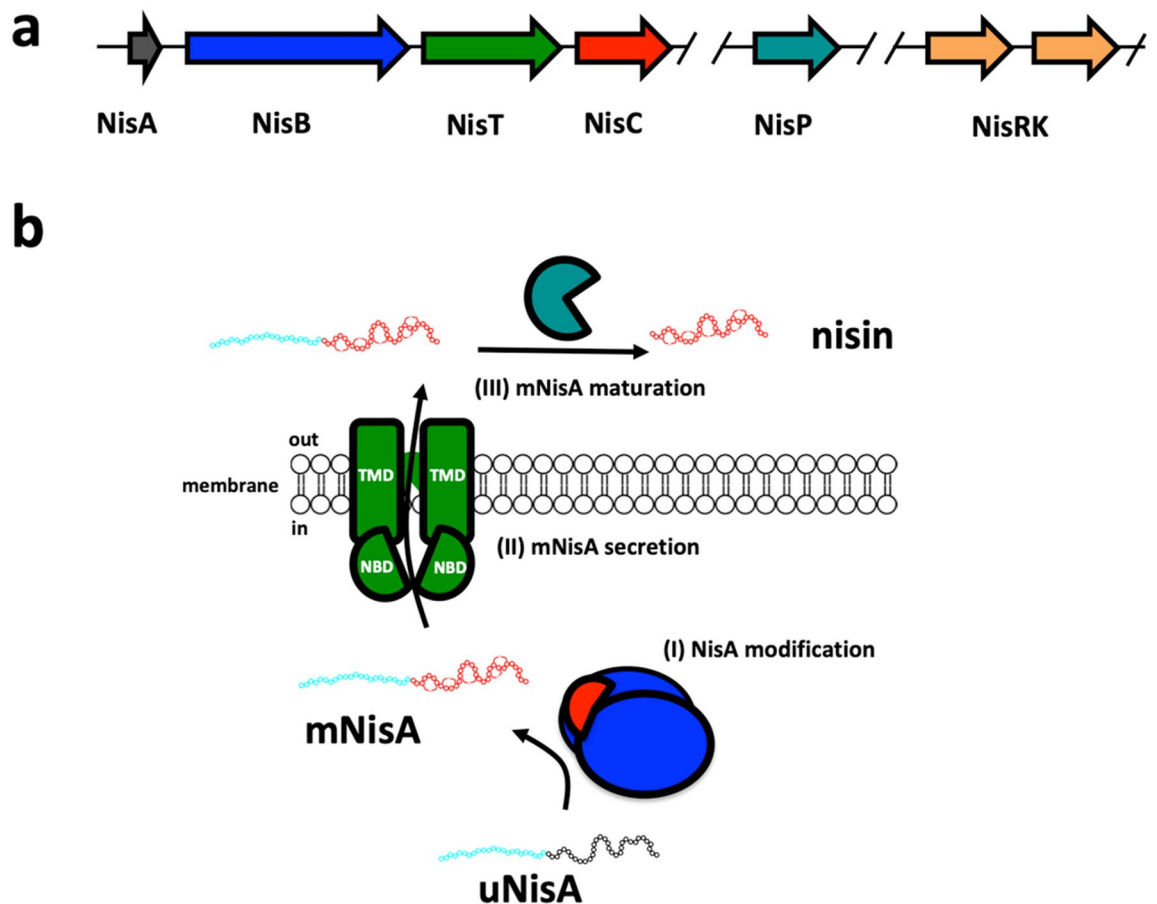 a
NisA NisB NisT NisC NisP NisRK
b
nisin
(III) mNisA maturation
out
TMD TMD
membrane
in
(II) mNisA secretion
NBD NBD
(I) NisA modification
mNisA
uNisA